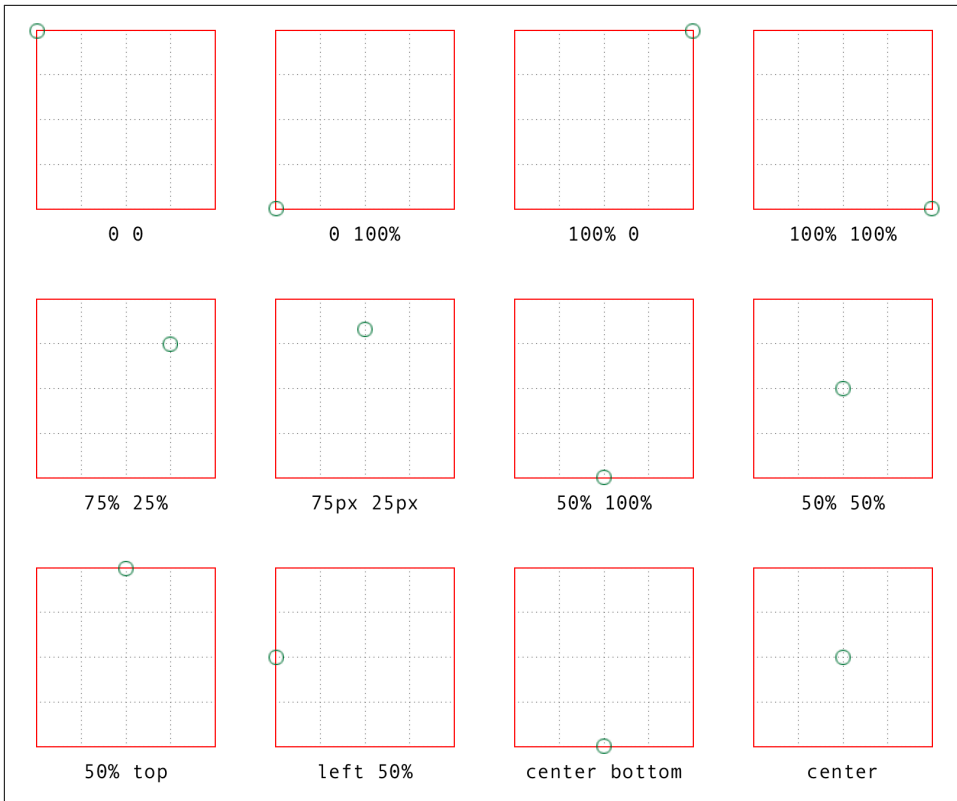 0 0
0 100%
100% 0
100% 100%
75% 25%
75px 25px
50% 100%
50% 50%
50% top
left 50%
center bottom
center